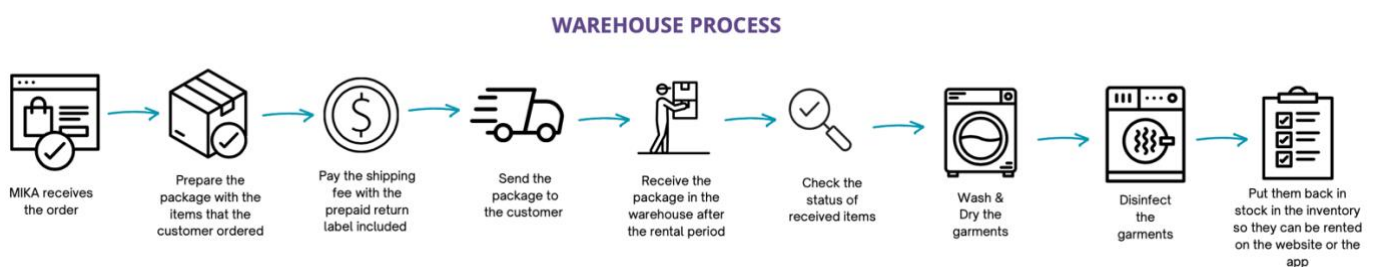 WAREHOUSE PROCESS
MIKA receives
the order
Prepare the
package with the
items that the
customer ordered
Pay the shipping
fee with the
prepaid return
label included
Send the
package to
the customer
Receive the
package in the
warehouse after
the rental period
Check the
status of
received items
Wash &
Dry the
garments
Disinfect
the
garments
Put them back in
stock in the inventory
so they can be rented
on the website or the
app